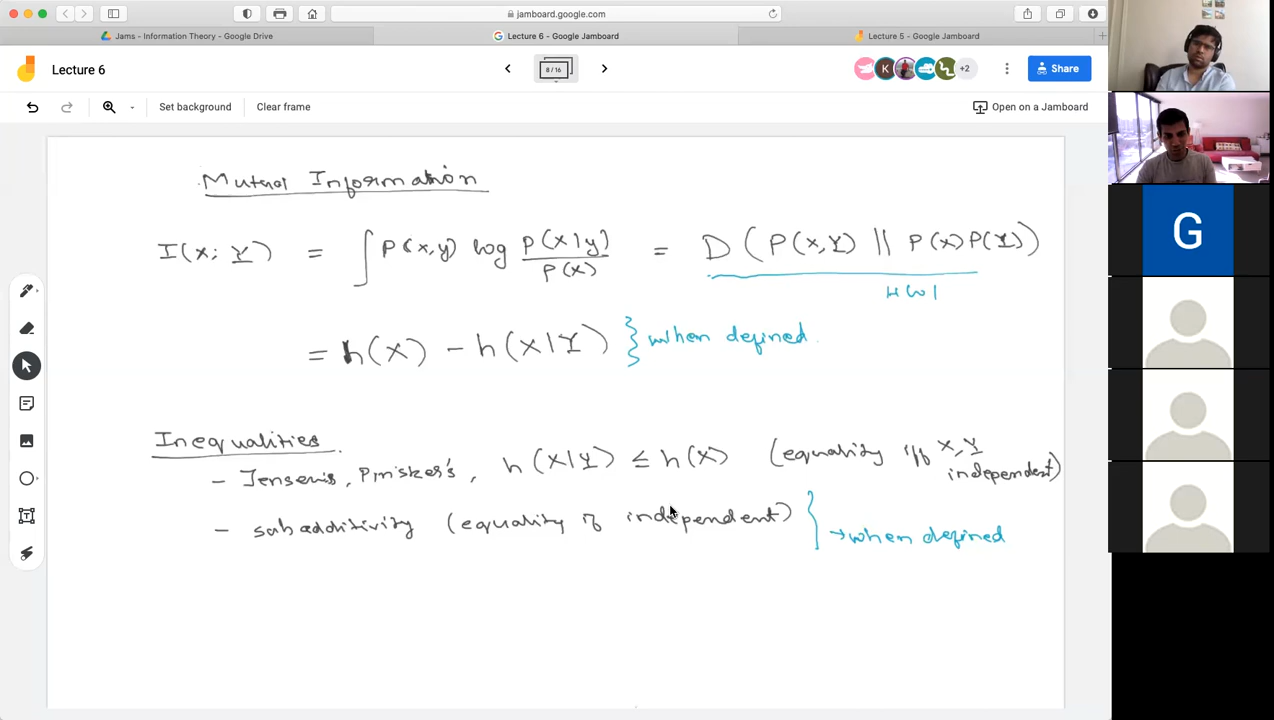 jamboard.google.com
Jams - Information Theory - Google Drive
Lecture 6 - Google Jamboard
Lecture 5 - Google Jamboard
Lecture 6
8 / 16
K
+2
Share
Set background
Clear frame
Open on a Jamboard
Mutual Information
I(X; Y) = ∫ P(x,y) log P(x|y)/P(x) = D(P(X,Y) || P(X)P(Y))
HW1
= h(X) - h(X|Y) } when defined.
Inequalities.
- Jensen's, Pinsker's, h(X|Y) ≤ h(X) (equality iff X,Y independent)
- subadditivity (equality if independent) } → when defined
G